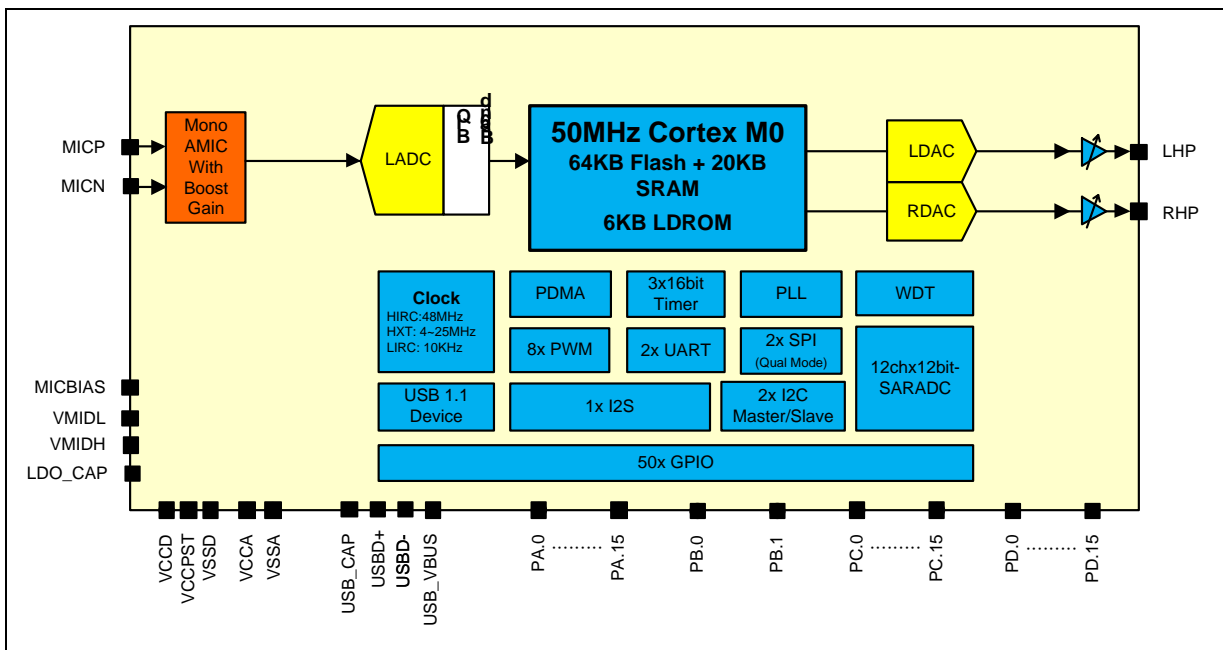 Mono
AMIC
With
Boost
Gain
MICP
MICN
LADC
50MHz Cortex M0
64KB Flash + 20KB
SRAM
6KB LDROM
LDAC
RDAC
LHP
RHP
Clock
HIRC:48MHz
HXT: 4~25MHz
LIRC: 10KHz
PDMA
3x16bit
Timer
PLL
WDT
8x PWM
2x UART
2x SPI
(Qual Mode)
12chx12bit-
SARADC
USB 1.1
Device
1x I2S
2x I2C
Master/Slave
50x GPIO
MICBIAS
VMIDL
VMIDH
LDO_CAP
VCCD
VCCPST
VSSD
VCCA
VSSA
USB_CAP
USBD+
USBD-
USB_VBUS
PA.0 ............ PA.15
PB.0
PB.1
PC.0 ............ PC.15
PD.0 ............ PD.15